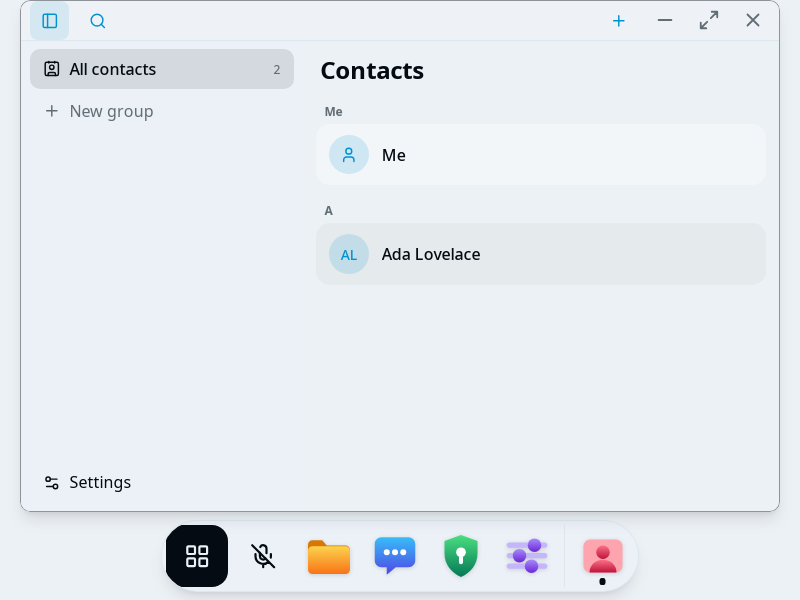 All contacts
2
New group
Settings
Contacts
Me
Me
A
AL
Ada Lovelace